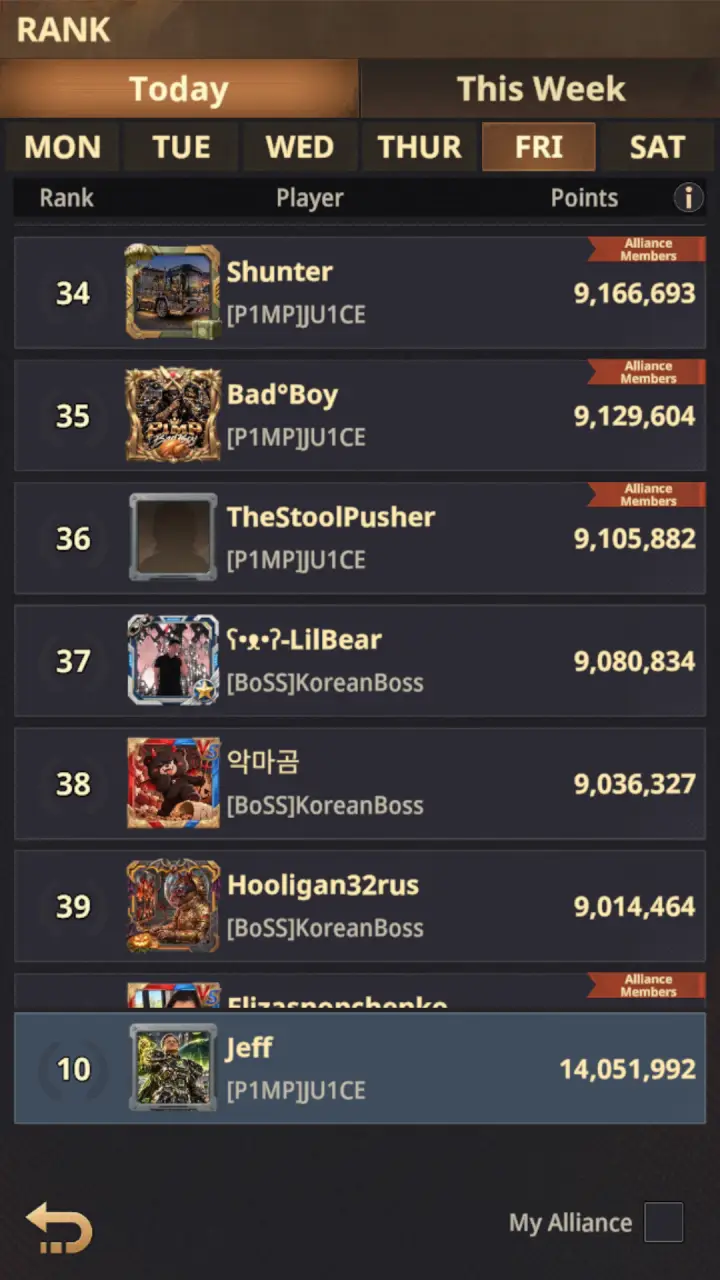 RANK
Today
This Week
MON
TUE
WED
THUR
FRI
SAT
Rank
Player
Points
Alliance
Members
34
Shunter
[P1MP]JU1CE
9,166,693
Alliance
Members
35
Bad°Boy
[P1MP]JU1CE
9,129,604
Alliance
Members
36
TheStoolPusher
[P1MP]JU1CE
9,105,882
37
ʕ•ᴥ•ʔ-LilBear
[BoSS]KoreanBoss
9,080,834
38
악마곰
[BoSS]KoreanBoss
9,036,327
39
Hooligan32rus
[BoSS]KoreanBoss
9,014,464
Alliance
Members
10
Jeff
[P1MP]JU1CE
14,051,992
My Alliance